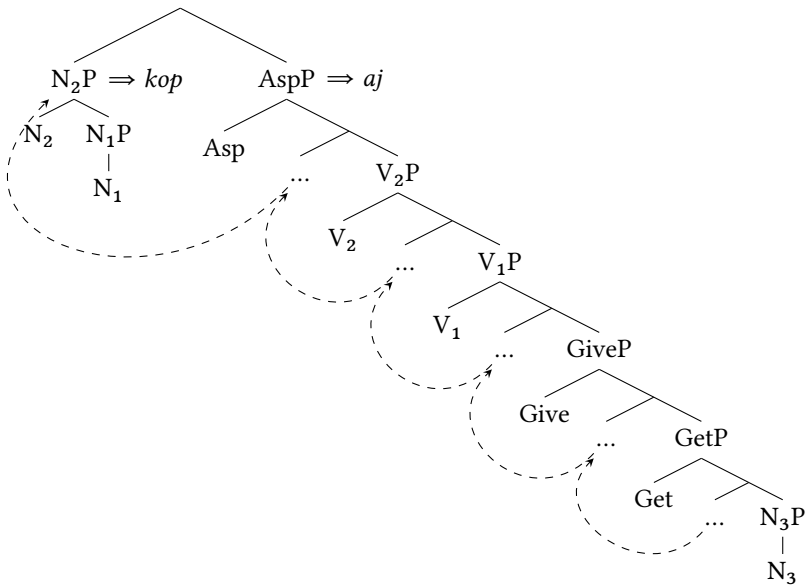 N₂P ⇒ kop AspP ⇒ aj
N₂ N₁P Asp
N₁ ... V₂P
V₂
... V₁P
V₁
... GiveP
Give
... GetP
Get
... N₃P
N₃